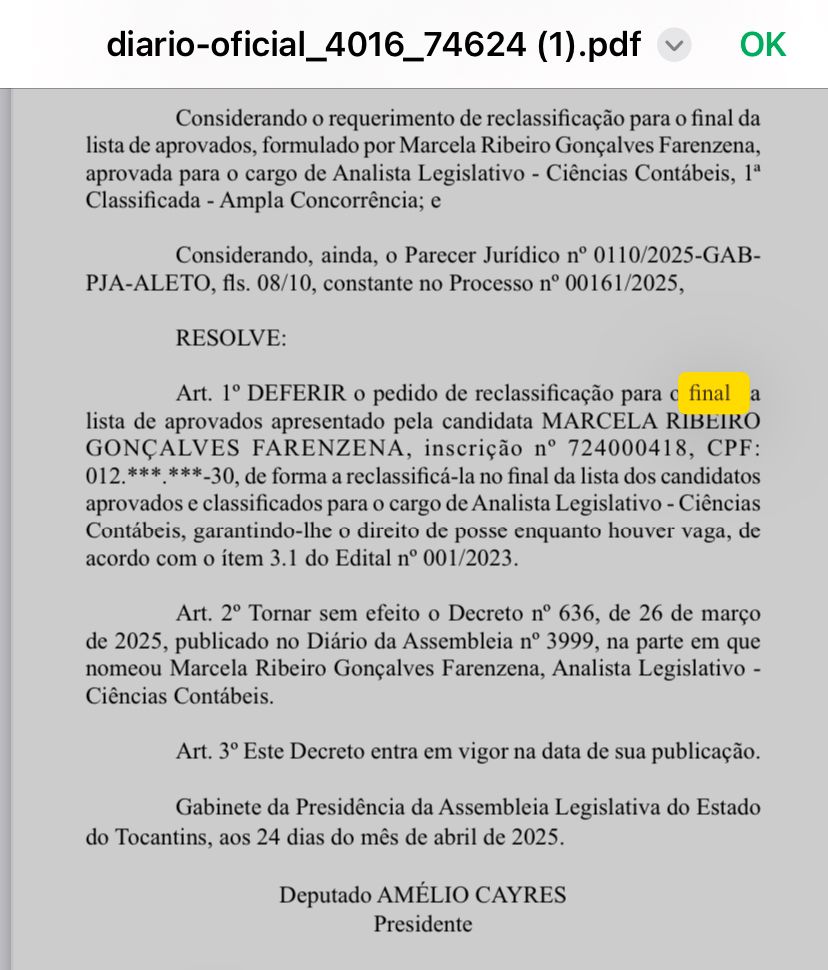 diario-oficial_4016_74624 (1).pdf
OK
Considerando o requerimento de reclassificação para o final da
lista de aprovados, formulado por Marcela Ribeiro Gonçalves Farenzena,
aprovada para o cargo de Analista Legislativo - Ciências Contábeis, 1ª
Classificada - Ampla Concorrência; e
Considerando, ainda, o Parecer Jurídico nº 0110/2025-GAB-
PJA-ALETO, fls. 08/10, constante no Processo nº 00161/2025,
RESOLVE:
Art. 1º DEFERIR o pedido de reclassificação para o final a
lista de aprovados apresentado pela candidata MARCELA RIBEIRO
GONÇALVES FARENZENA, inscrição nº 724000418, CPF:
012.***.***-30, de forma a reclassificá-la no final da lista dos candidatos
aprovados e classificados para o cargo de Analista Legislativo - Ciências
Contábeis, garantindo-lhe o direito de posse enquanto houver vaga, de
acordo com o ítem 3.1 do Edital nº 001/2023.
Art. 2º Tornar sem efeito o Decreto nº 636, de 26 de março
de 2025, publicado no Diário da Assembleia nº 3999, na parte em que
nomeou Marcela Ribeiro Gonçalves Farenzena, Analista Legislativo -
Ciências Contábeis.
Art. 3º Este Decreto entra em vigor na data de sua publicação.
Gabinete da Presidência da Assembleia Legislativa do Estado
do Tocantins, aos 24 dias do mês de abril de 2025.
Deputado AMÉLIO CAYRES
Presidente